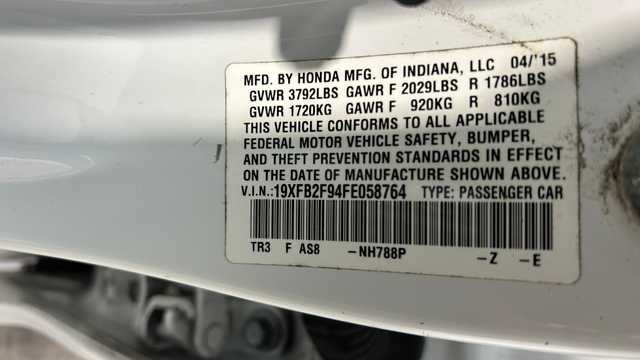 MFD. BY HONDA MFG. OF INDIANA, LLC 04/'15
GVWR 3792LBS GAWR F 2029LBS R 1786LBS
GVWR 1720KG GAWR F 920KG R 810KG
THIS VEHICLE CONFORMS TO ALL APPLICABLE
FEDERAL MOTOR VEHICLE SAFETY, BUMPER,
AND THEFT PREVENTION STANDARDS IN EFFECT
ON THE DATE OF MANUFACTURE SHOWN ABOVE.
V.I.N.:19XFB2F94FE058764 TYPE: PASSENGER CAR
TR3 F AS8 -NH788P -Z -E